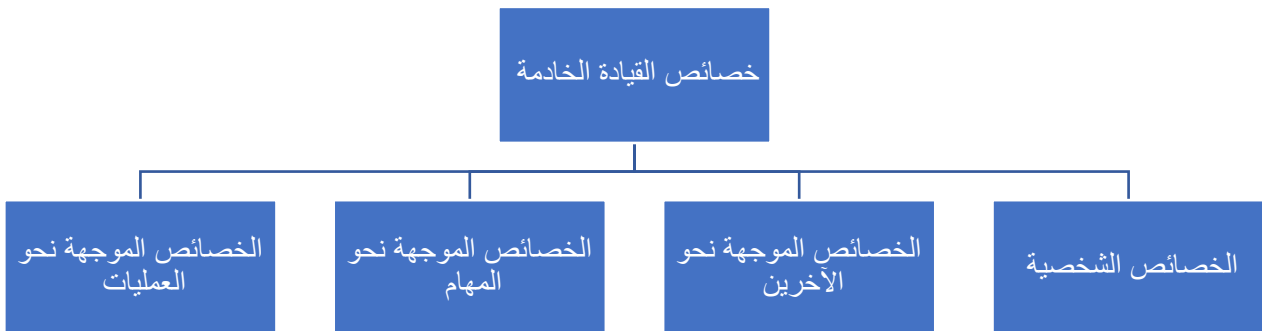 خصائص القيادة الخادمة
الخصائص الشخصية
الخصائص الموجهة نحو
الآخرين
الخصائص الموجهة نحو
المهام
الخصائص الموجهة نحو
العمليات